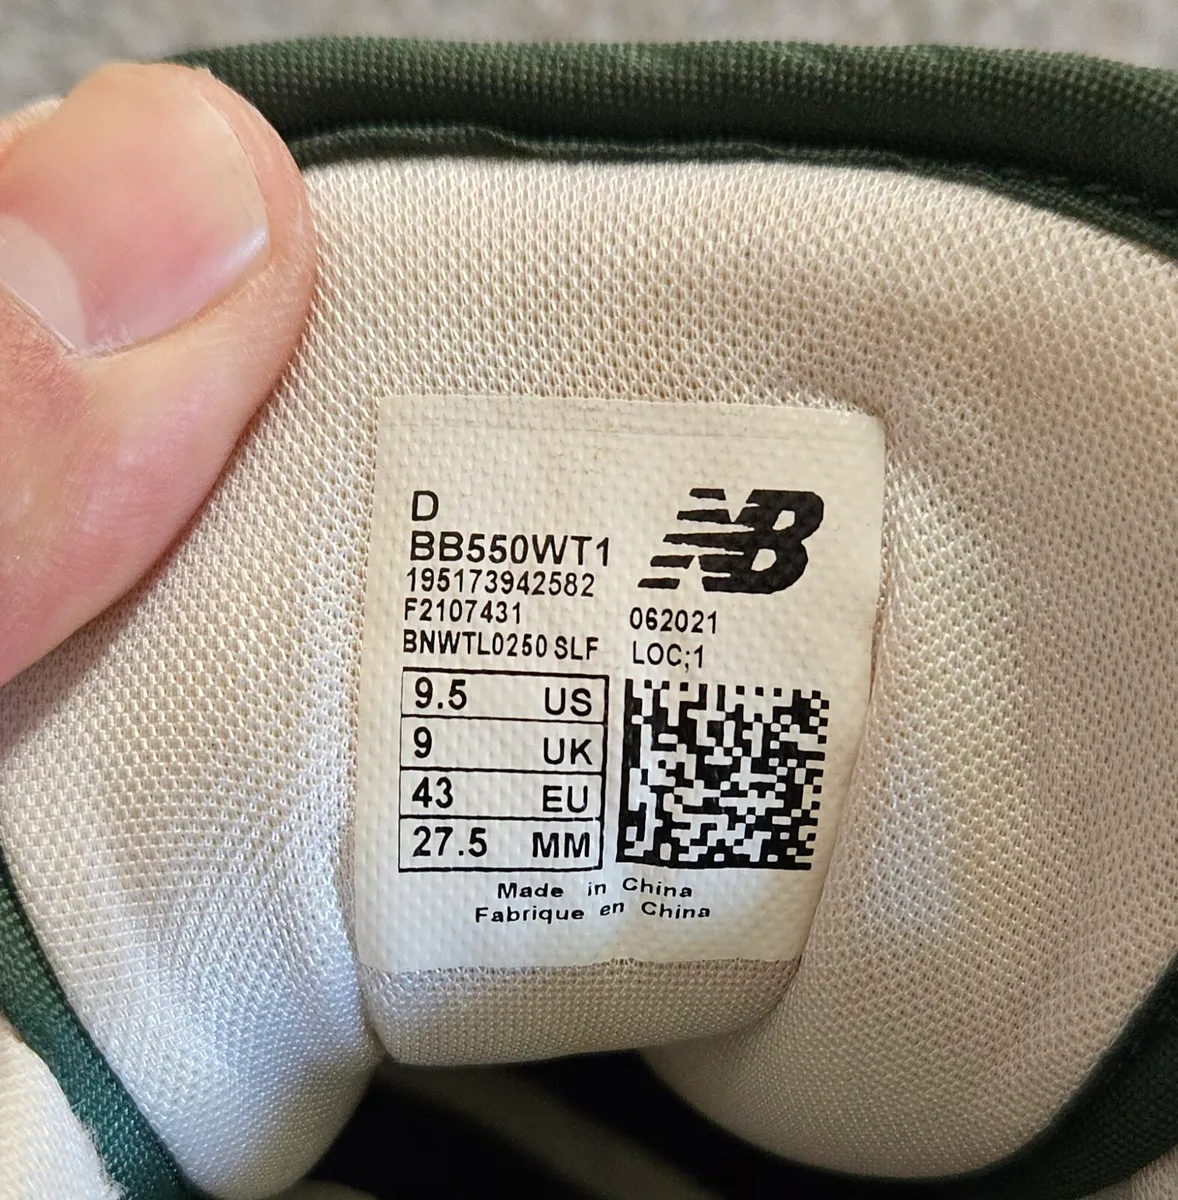 D
BB550WT1
195173942582
F2107431
062021
BNWTL0250 SLF
LOC;1
9.5 US
9 UK
43 EU
27.5 MM
Made in China
Fabrique en China
NB